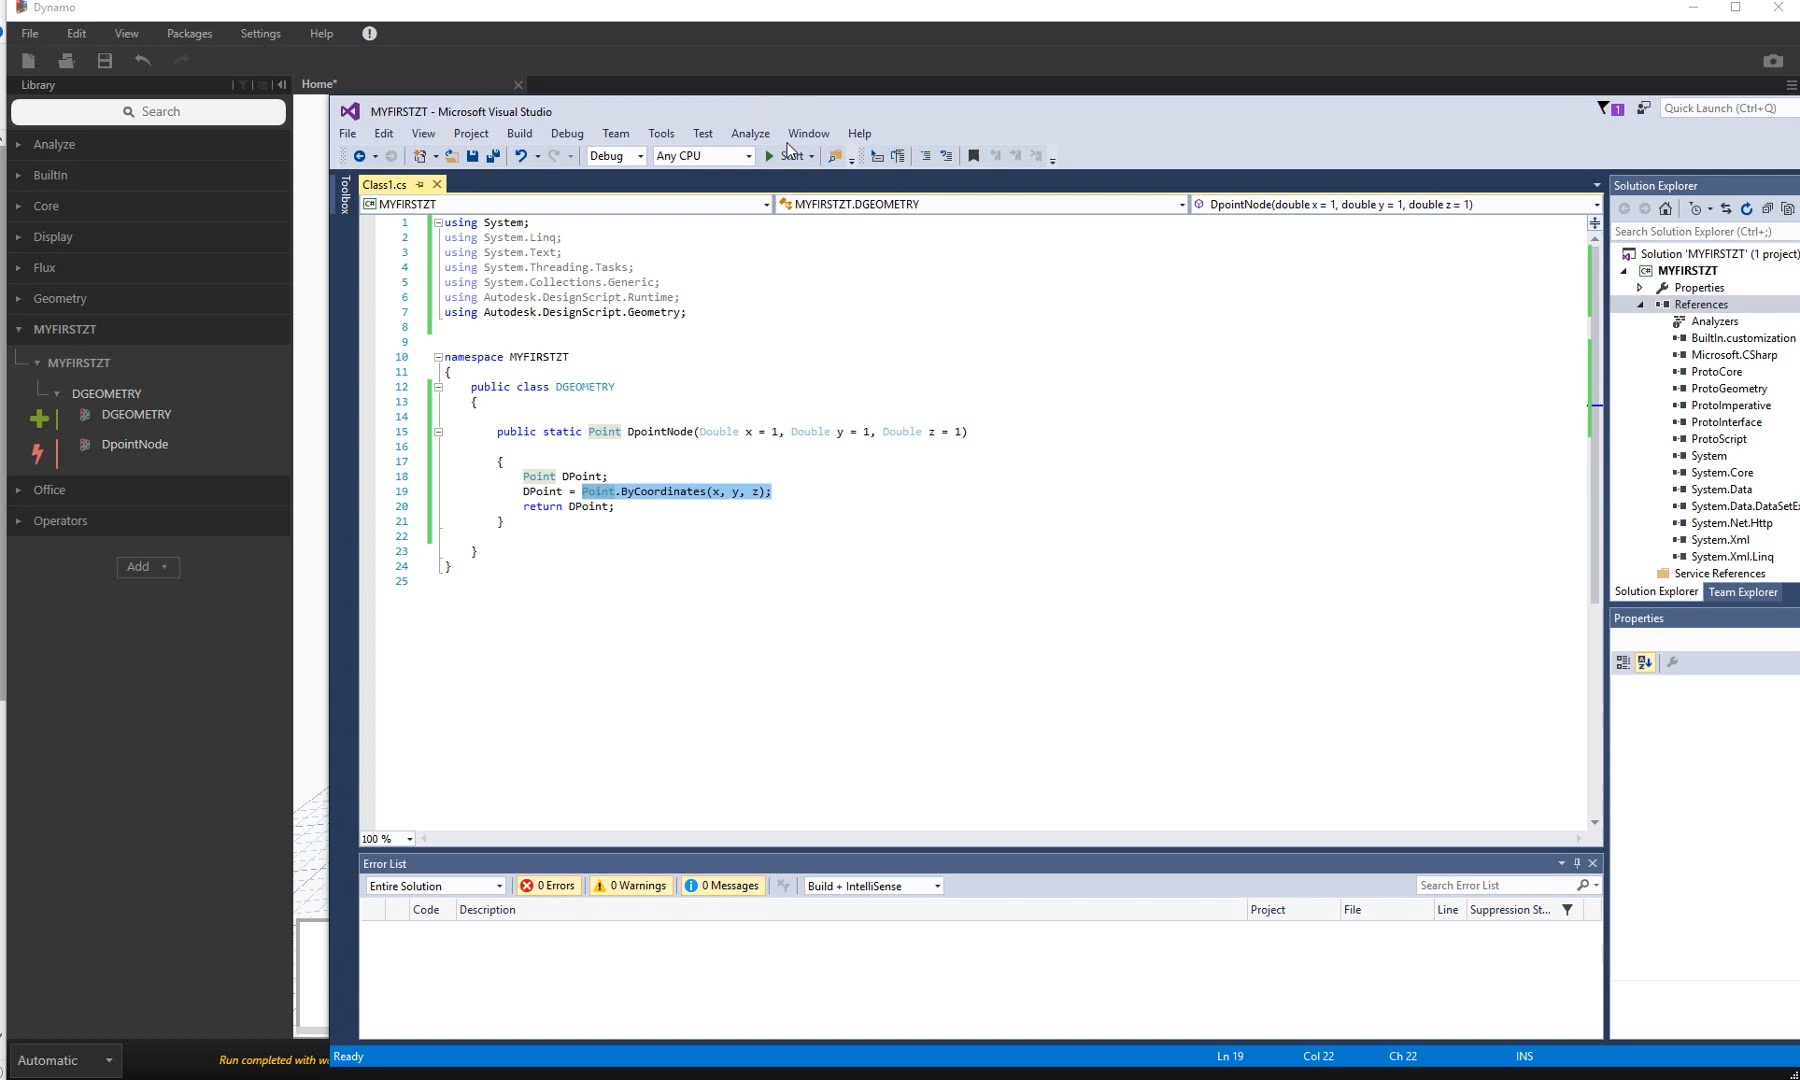 Dynamo
File Edit View Packages Settings Help
Library
Home*
Search
Analyze
BuiltIn
Core
Display
Flux
Geometry
MYFIRSTZT
MYFIRSTZT
DGEOMETRY
DGEOMETRY
DpointNode
Office
Operators
Add
Automatic
Run completed with w
MYFIRSTZT - Microsoft Visual Studio
1
Quick Launch (Ctrl+Q)
File Edit View Project Build Debug Team Tools Test Analyze Window Help
Debug Any CPU Start
Toolbox
Class1.cs
MYFIRSTZT MYFIRSTZT.DGEOMETRY DpointNode(double x = 1, double y = 1, double z = 1)
1 using System;
2 using System.Linq;
3 using System.Text;
4 using System.Threading.Tasks;
5 using System.Collections.Generic;
6 using Autodesk.DesignScript.Runtime;
7 using Autodesk.DesignScript.Geometry;
8
9
10 namespace MYFIRSTZT
11 {
12 public class DGEOMETRY
13 {
14
15 public static Point DpointNode(Double x = 1, Double y = 1, Double z = 1)
16
17 {
18 Point DPoint;
19 DPoint = Point.ByCoordinates(x, y, z);
20 return DPoint;
21 }
22
23 }
24 }
25
100 %
Error List
Entire Solution 0 Errors 0 Warnings 0 Messages Build + IntelliSense Search Error List
Code Description Project File Line Suppression St...
Ready Ln 19 Col 22 Ch 22 INS
Solution Explorer
Search Solution Explorer (Ctrl+;)
Solution 'MYFIRSTZT' (1 project)
C# MYFIRSTZT
Properties
References
Analyzers
BuiltIn.customization
Microsoft.CSharp
ProtoCore
ProtoGeometry
ProtoImperative
ProtoInterface
ProtoScript
System
System.Core
System.Data
System.Data.DataSetEx
System.Net.Http
System.Xml
System.Xml.Linq
Service References
Solution Explorer Team Explorer
Properties